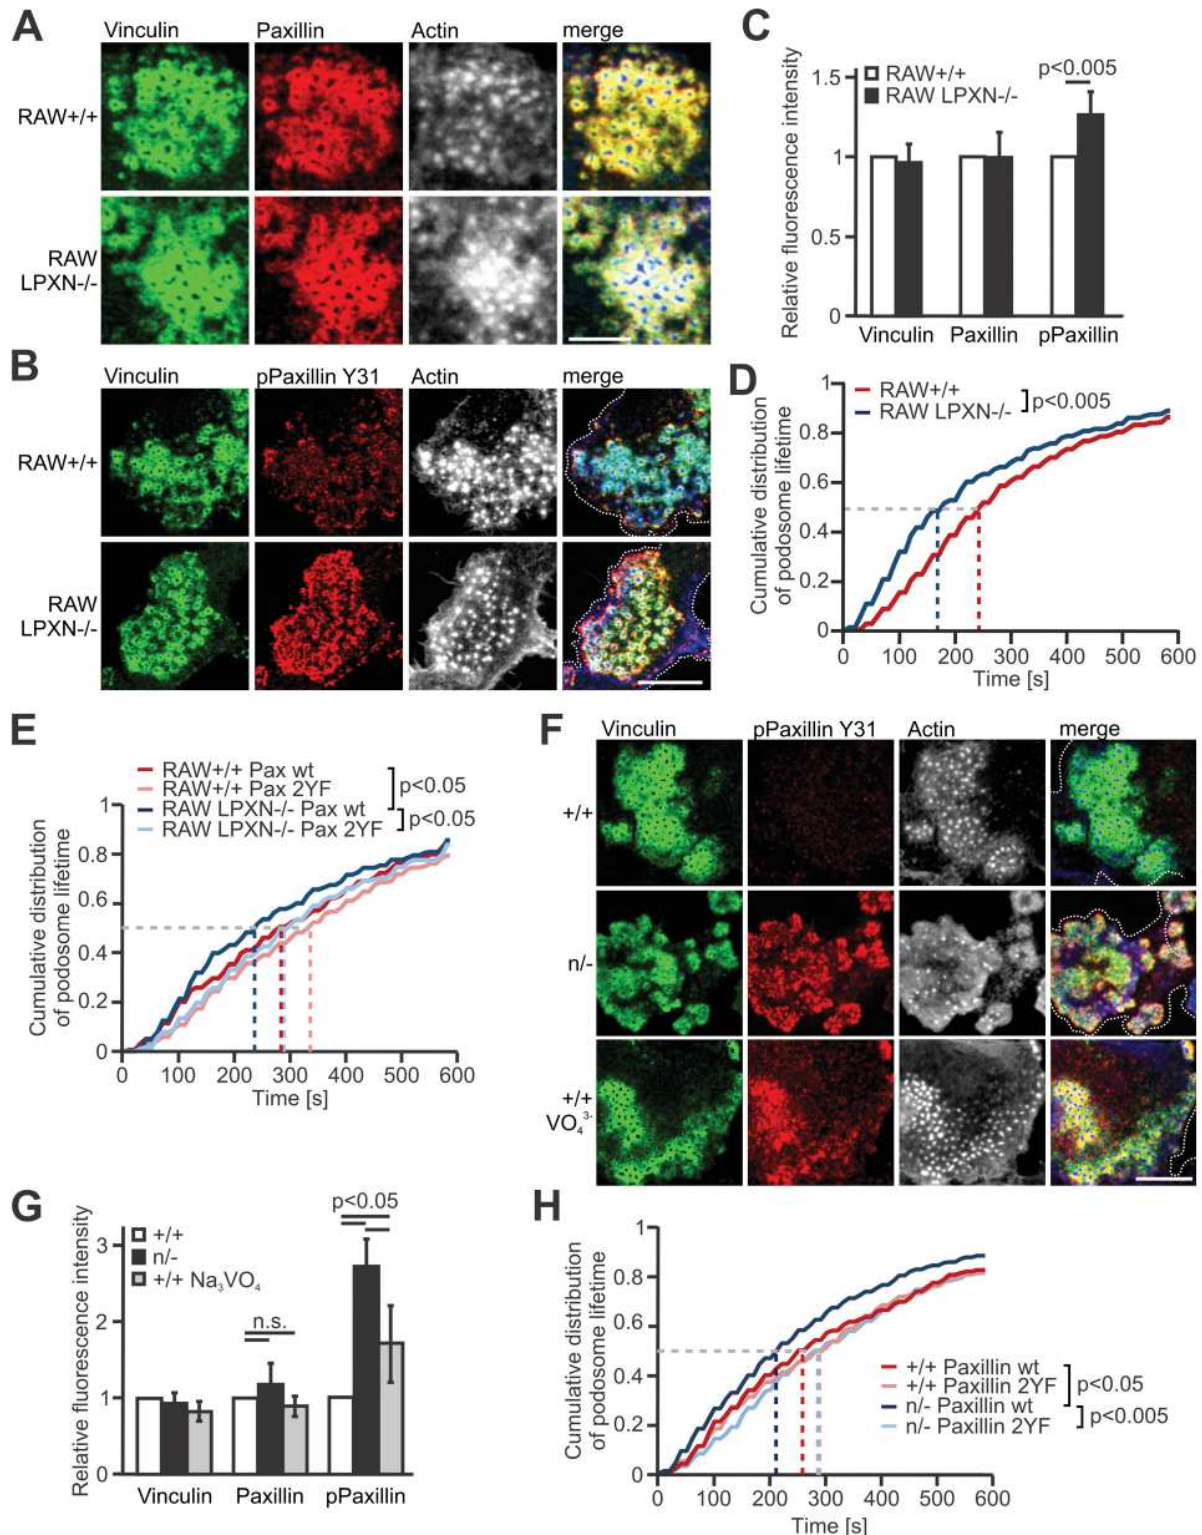 A
Vinculin Paxillin Actin merge
RAW+/+
RAW
LPXN-/-
B
Vinculin pPaxillin Y31 Actin merge
RAW+/+
RAW
LPXN-/-
C
RAW+/+
RAW LPXN-/-
p<0.005
Relative fluorescence intensity
1.5
1
0.5
0
Vinculin Paxillin pPaxillin
D
RAW+/+
RAW LPXN-/-
p<0.005
Cumulative distribution
of podosome lifetime
1
0.8
0.6
0.4
0.2
0
0 100 200 300 400 500 600
Time [s]
E
RAW+/+ Pax wt
RAW+/+ Pax 2YF
RAW LPXN-/- Pax wt
RAW LPXN-/- Pax 2YF
p<0.05
p<0.05
Cumulative distribution
of podosome lifetime
1
0.8
0.6
0.4
0.2
0
0 100 200 300 400 500 600
Time [s]
F
Vinculin pPaxillin Y31 Actin merge
+/+
n/-
+/+
VO₄³⁻
G
+/+
n/-
+/+ Na₃VO₄
n.s.
p<0.05
Relative fluorescence intensity
3
2
1
0
Vinculin Paxillin pPaxillin
H
Cumulative distribution
of podosome lifetime
1
0.8
0.6
0.4
0.2
0
+/+ Paxillin wt
+/+ Paxillin 2YF
n/- Paxillin wt
n/- Paxillin 2YF
p<0.05
p<0.005
0 100 200 300 400 500 600
Time [s]